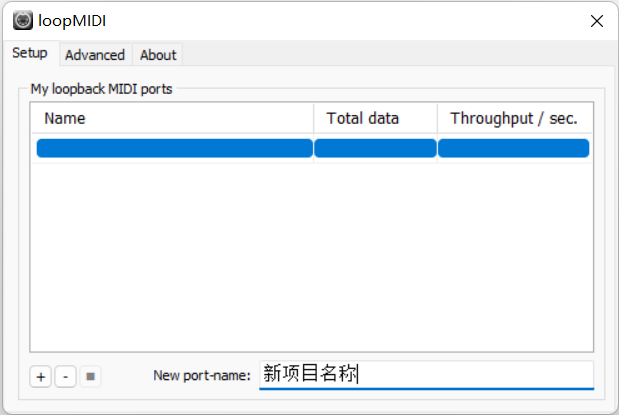 loopMIDI
Setup Advanced About
My loopback MIDI ports
Name Total data Throughput / sec.
+ - New port-name: 新项目名称